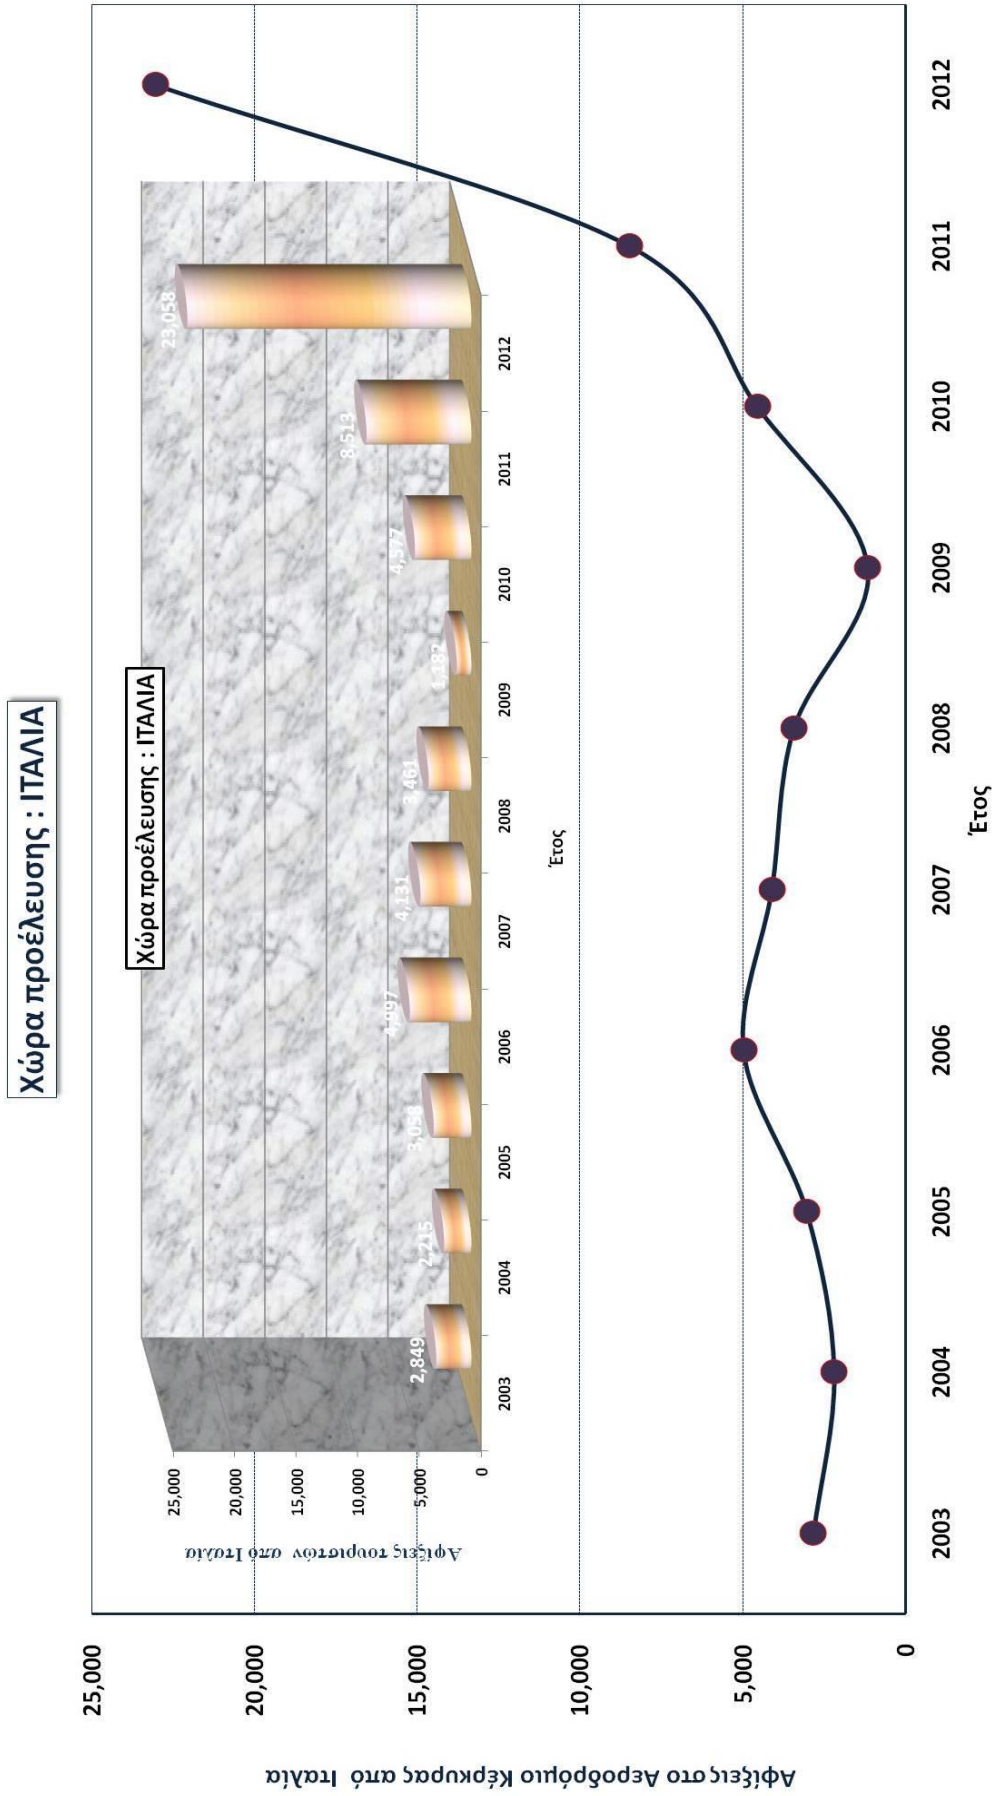 Χώρα προέλευσης : ΙΤΑΛΙΑ
Αφίξεις στο Αεροδρόμιο Κέρκυρας από Ιταλία
25,000
20,000
15,000
10,000
5,000
0
Χώρα προέλευσης : ΙΤΑΛΙΑ
Αφίξεις τουριστών από Ιταλία
25,000
20,000
15,000
10,000
5,000
0
2,849
2,215
3,058
4,997
4,131
3,461
1,182
4,577
8,513
23,058
2003 2004 2005 2006 2007 2008 2009 2010 2011 2012
Έτος
2003 2004 2005 2006 2007 2008 2009 2010 2011 2012
Έτος